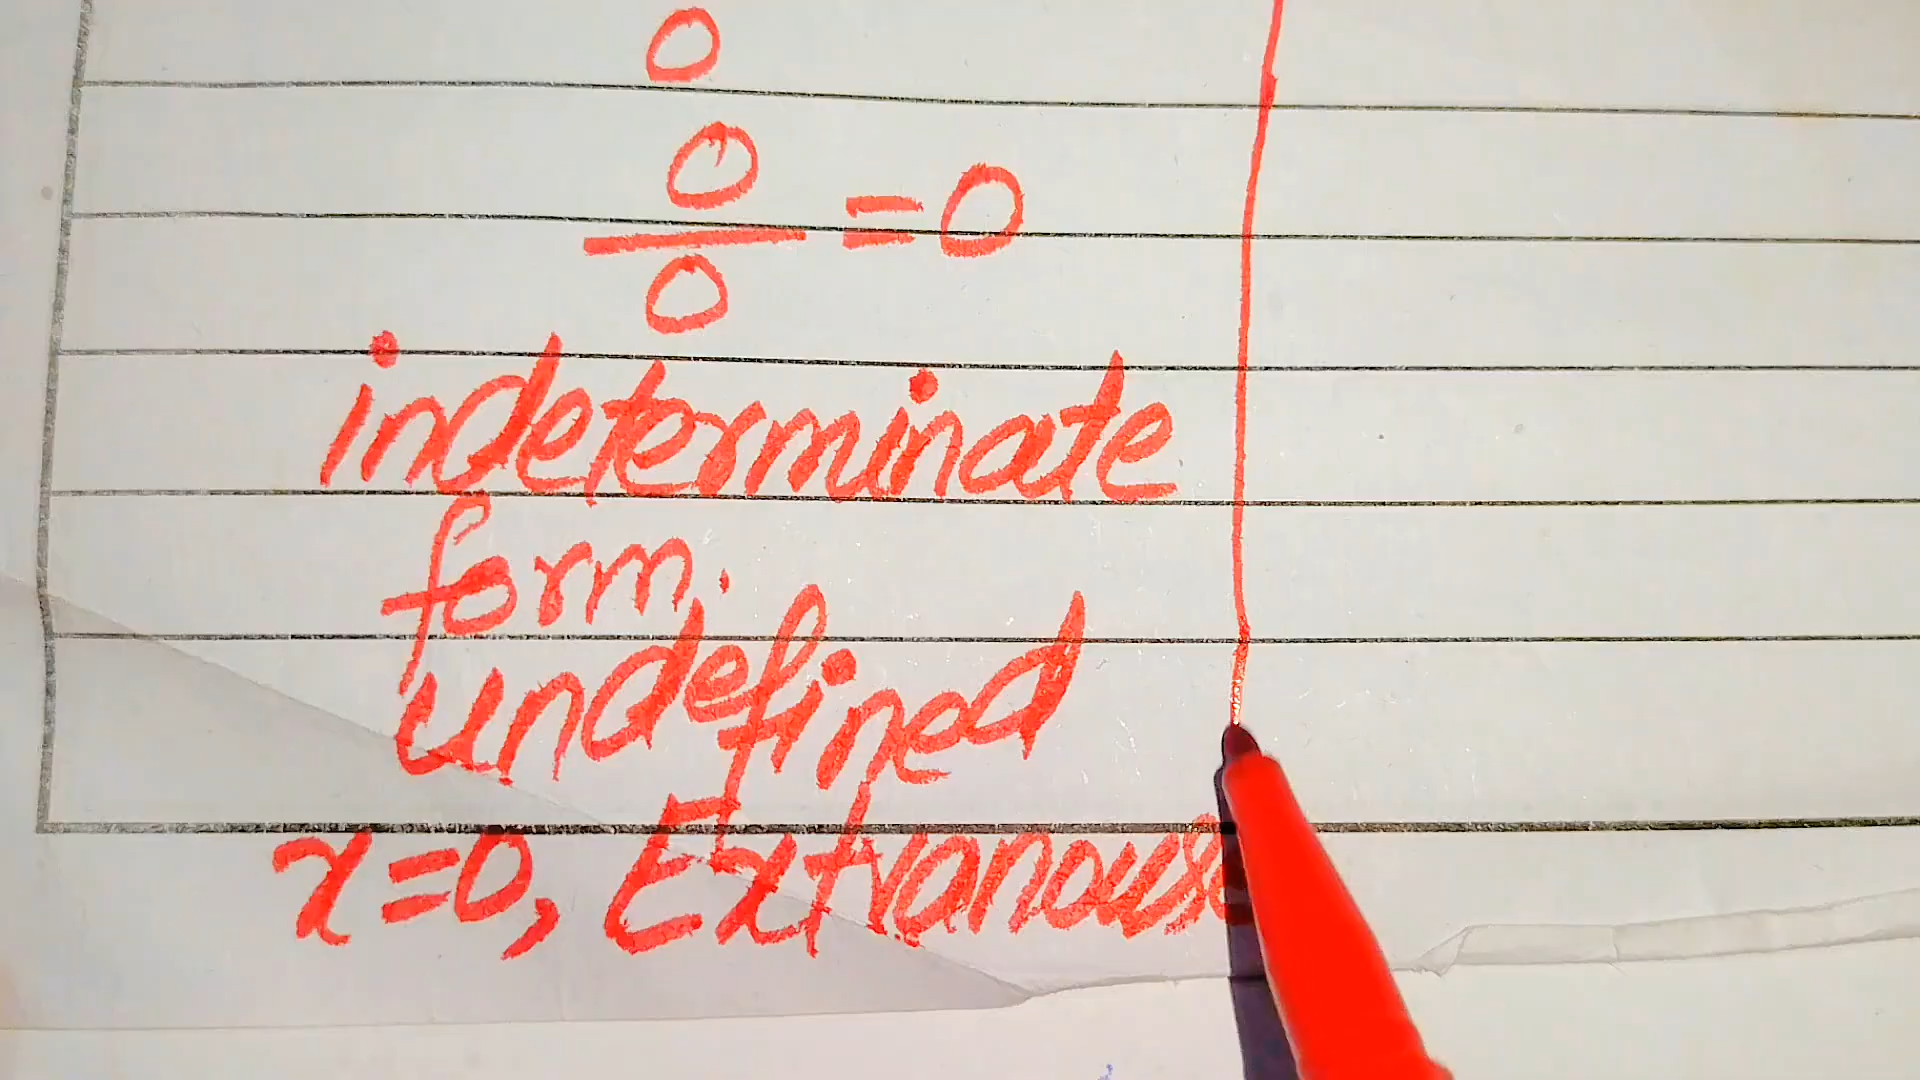 0
0
— = 0
0
indeterminate
form.
undefined
x=0, Extranous